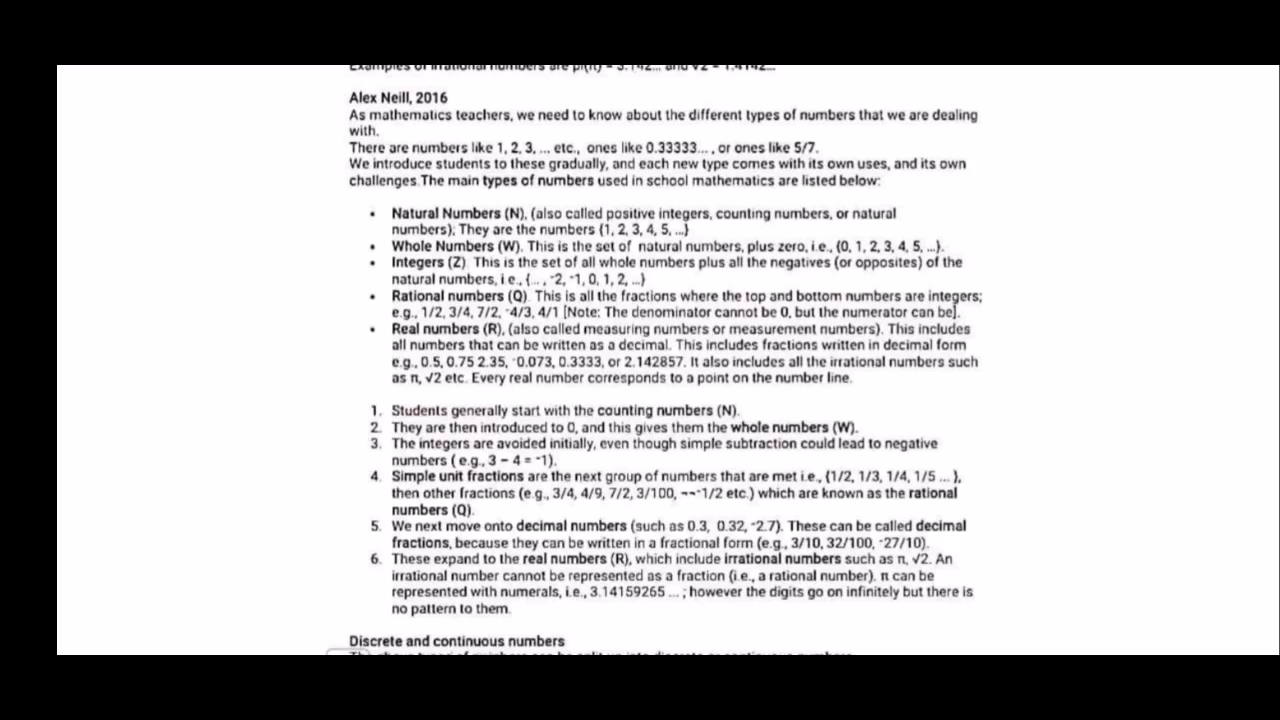 Examples of irrational numbers are pi(π) = 3.142... and √2 = 1.4142...
Alex Neill, 2016
As mathematics teachers, we need to know about the different types of numbers that we are dealing
with.
There are numbers like 1, 2, 3, ... etc., ones like 0.33333... , or ones like 5/7.
We introduce students to these gradually, and each new type comes with its own uses, and its own
challenges.The main types of numbers used in school mathematics are listed below:
• Natural Numbers (N), (also called positive integers, counting numbers, or natural
numbers); They are the numbers {1, 2, 3, 4, 5, ...}
• Whole Numbers (W). This is the set of natural numbers, plus zero, i.e., {0, 1, 2, 3, 4, 5, ...}.
• Integers (Z). This is the set of all whole numbers plus all the negatives (or opposites) of the
natural numbers, i.e., {... , ⁻2, ⁻1, 0, 1, 2, ...}
• Rational numbers (Q). This is all the fractions where the top and bottom numbers are integers;
e.g., 1/2, 3/4, 7/2, ⁻4/3, 4/1 [Note: The denominator cannot be 0, but the numerator can be].
• Real numbers (R), (also called measuring numbers or measurement numbers). This includes
all numbers that can be written as a decimal. This includes fractions written in decimal form
e.g., 0.5, 0.75 2.35, ⁻0.073, 0.3333, or 2.142857. It also includes all the irrational numbers such
as π, √2 etc. Every real number corresponds to a point on the number line.
1. Students generally start with the counting numbers (N).
2. They are then introduced to 0, and this gives them the whole numbers (W).
3. The integers are avoided initially, even though simple subtraction could lead to negative
numbers ( e.g., 3 – 4 = ⁻1).
4. Simple unit fractions are the next group of numbers that are met i.e., {1/2, 1/3, 1/4, 1/5 ... },
then other fractions (e.g., 3/4, 4/9, 7/2, 3/100, ¬¬⁻1/2 etc.) which are known as the rational
numbers (Q).
5. We next move onto decimal numbers (such as 0.3, 0.32, ⁻2.7). These can be called decimal
fractions, because they can be written in a fractional form (e.g., 3/10, 32/100, ⁻27/10).
6. These expand to the real numbers (R), which include irrational numbers such as π, √2. An
irrational number cannot be represented as a fraction (i.e., a rational number). π can be
represented with numerals, i.e., 3.14159265 ... ; however the digits go on infinitely but there is
no pattern to them.
Discrete and continuous numbers